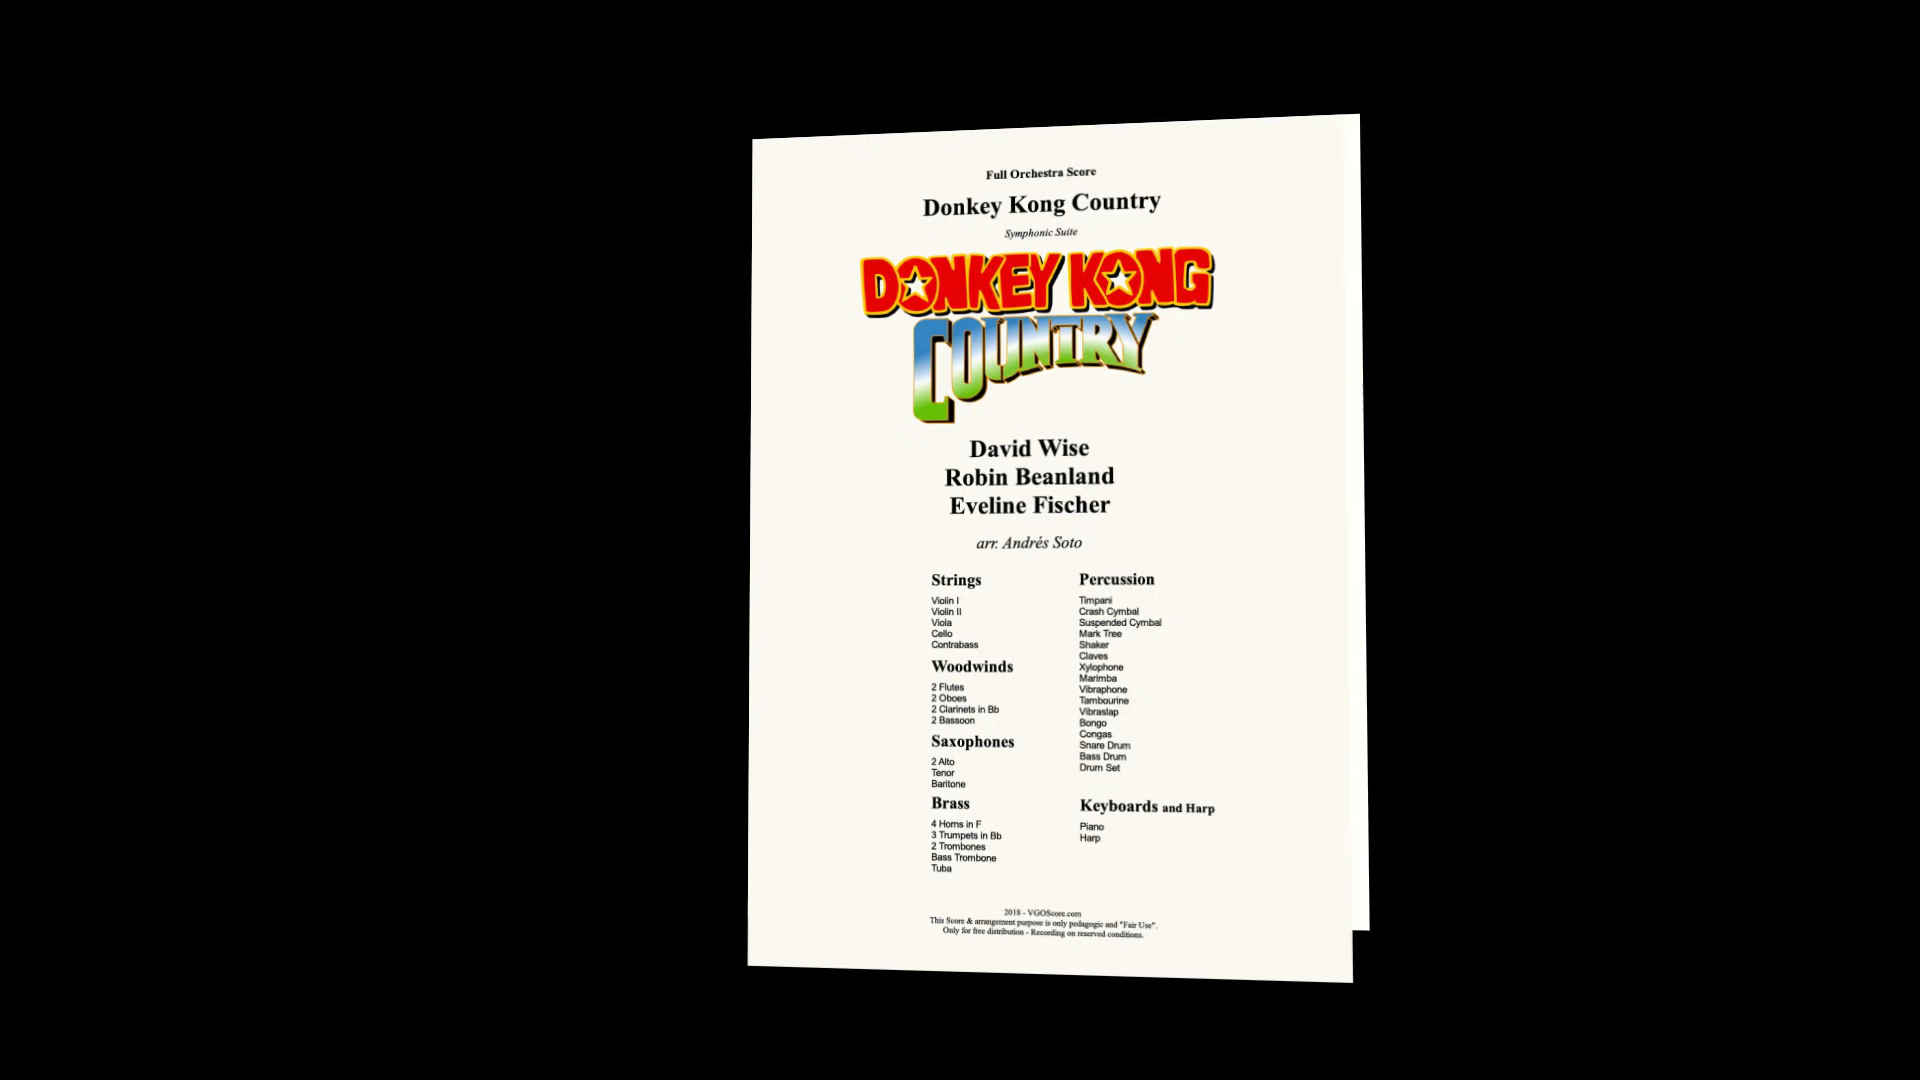 Full Orchestra Score
Donkey Kong Country
Symphonic Suite
DONKEY KONG
COUNTRY
David Wise
Robin Beanland
Eveline Fischer
arr. Andrés Soto
Strings
Violin I
Violin II
Viola
Cello
Contrabass
Woodwinds
2 Flutes
2 Oboes
2 Clarinets in Bb
2 Bassoon
Saxophones
2 Alto
Tenor
Baritone
Brass
4 Horns in F
3 Trumpets in Bb
2 Trombones
Bass Trombone
Tuba
Percussion
Timpani
Crash Cymbal
Suspended Cymbal
Mark Tree
Shaker
Claves
Xylophone
Marimba
Vibraphone
Tambourine
Vibraslap
Bongo
Congas
Snare Drum
Bass Drum
Drum Set
Keyboards and Harp
Piano
Harp
2018 - VGOScore.com
This Score & arrangement purpose is only pedagogic and "Fair Use".
Only for free distribution - Recording on reserved conditions.